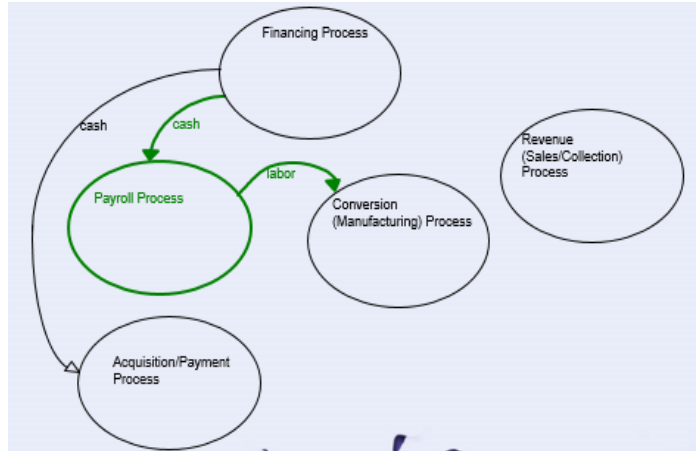 Financing Process
cash
cash
Revenue
(Sales/Collection)
Process
labor
Payroll Process
Conversion
(Manufacturing) Process
Acquisition/Payment
Process